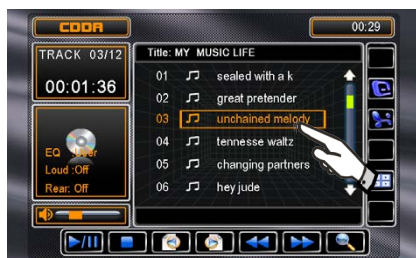 CDDA
00:29
TRACK 03/12
00:01:36
Title: MY MUSIC LIFE
01 sealed with a k
02 great pretender
03 unchained melody
04 tennesse waltz
05 changing partners
06 hey jude
EQ
Loud :Off
Rear: Off